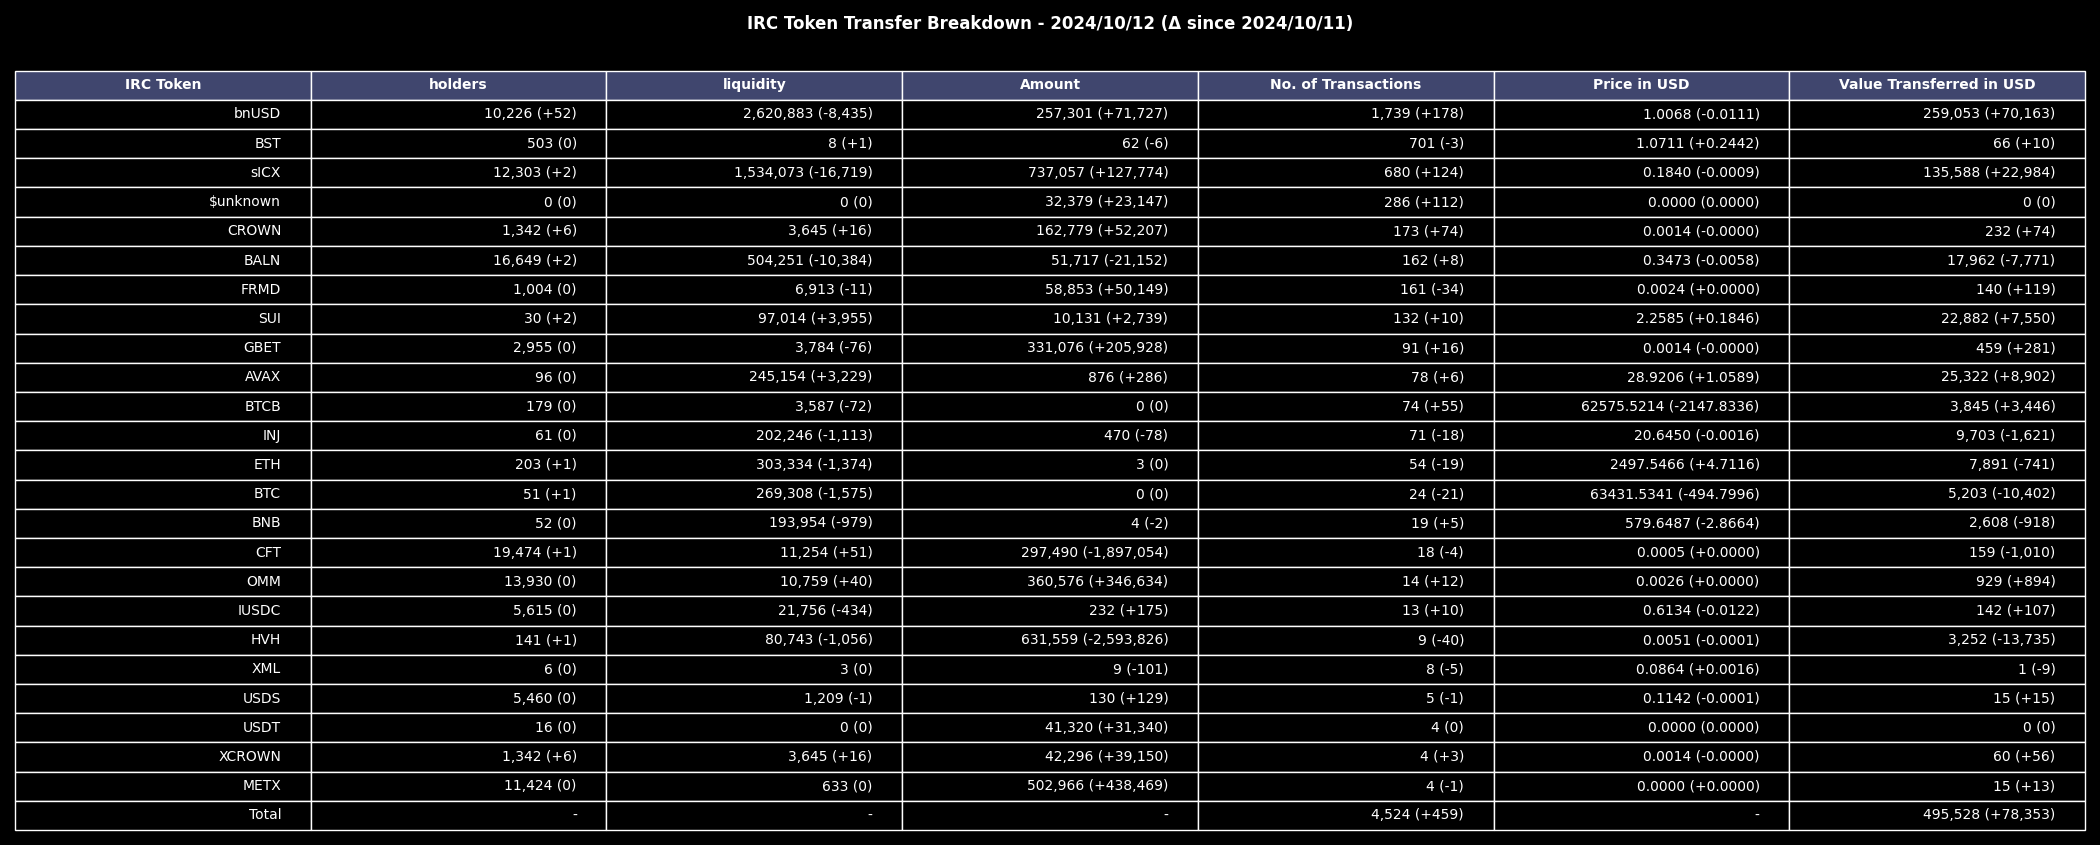 IRC Token Transfer Breakdown - 2024/10/12 (Δ since 2024/10/11)
IRC Token holders liquidity Amount No. of Transactions Price in USD Value Transferred in USD
bnUSD 10,226 (+52) 2,620,883 (-8,435) 257,301 (+71,727) 1,739 (+178) 1.0068 (-0.0111) 259,053 (+70,163)
BST 503 (0) 8 (+1) 62 (-6) 701 (-3) 1.0711 (+0.2442) 66 (+10)
sICX 12,303 (+2) 1,534,073 (-16,719) 737,057 (+127,774) 680 (+124) 0.1840 (-0.0009) 135,588 (+22,984)
$unknown 0 (0) 0 (0) 32,379 (+23,147) 286 (+112) 0.0000 (0.0000) 0 (0)
CROWN 1,342 (+6) 3,645 (+16) 162,779 (+52,207) 173 (+74) 0.0014 (-0.0000) 232 (+74)
BALN 16,649 (+2) 504,251 (-10,384) 51,717 (-21,152) 162 (+8) 0.3473 (-0.0058) 17,962 (-7,771)
FRMD 1,004 (0) 6,913 (-11) 58,853 (+50,149) 161 (-34) 0.0024 (+0.0000) 140 (+119)
SUI 30 (+2) 97,014 (+3,955) 10,131 (+2,739) 132 (+10) 2.2585 (+0.1846) 22,882 (+7,550)
GBET 2,955 (0) 3,784 (-76) 331,076 (+205,928) 91 (+16) 0.0014 (-0.0000) 459 (+281)
AVAX 96 (0) 245,154 (+3,229) 876 (+286) 78 (+6) 28.9206 (+1.0589) 25,322 (+8,902)
BTCB 179 (0) 3,587 (-72) 0 (0) 74 (+55) 62575.5214 (-2147.8336) 3,845 (+3,446)
INJ 61 (0) 202,246 (-1,113) 470 (-78) 71 (-18) 20.6450 (-0.0016) 9,703 (-1,621)
ETH 203 (+1) 303,334 (-1,374) 3 (0) 54 (-19) 2497.5466 (+4.7116) 7,891 (-741)
BTC 51 (+1) 269,308 (-1,575) 0 (0) 24 (-21) 63431.5341 (-494.7996) 5,203 (-10,402)
BNB 52 (0) 193,954 (-979) 4 (-2) 19 (+5) 579.6487 (-2.8664) 2,608 (-918)
CFT 19,474 (+1) 11,254 (+51) 297,490 (-1,897,054) 18 (-4) 0.0005 (+0.0000) 159 (-1,010)
OMM 13,930 (0) 10,759 (+40) 360,576 (+346,634) 14 (+12) 0.0026 (+0.0000) 929 (+894)
IUSDC 5,615 (0) 21,756 (-434) 232 (+175) 13 (+10) 0.6134 (-0.0122) 142 (+107)
HVH 141 (+1) 80,743 (-1,056) 631,559 (-2,593,826) 9 (-40) 0.0051 (-0.0001) 3,252 (-13,735)
XML 6 (0) 3 (0) 9 (-101) 8 (-5) 0.0864 (+0.0016) 1 (-9)
USDS 5,460 (0) 1,209 (-1) 130 (+129) 5 (-1) 0.1142 (-0.0001) 15 (+15)
USDT 16 (0) 0 (0) 41,320 (+31,340) 4 (0) 0.0000 (0.0000) 0 (0)
XCROWN 1,342 (+6) 3,645 (+16) 42,296 (+39,150) 4 (+3) 0.0014 (-0.0000) 60 (+56)
METX 11,424 (0) 633 (0) 502,966 (+438,469) 4 (-1) 0.0000 (+0.0000) 15 (+13)
Total - - - 4,524 (+459) - 495,528 (+78,353)